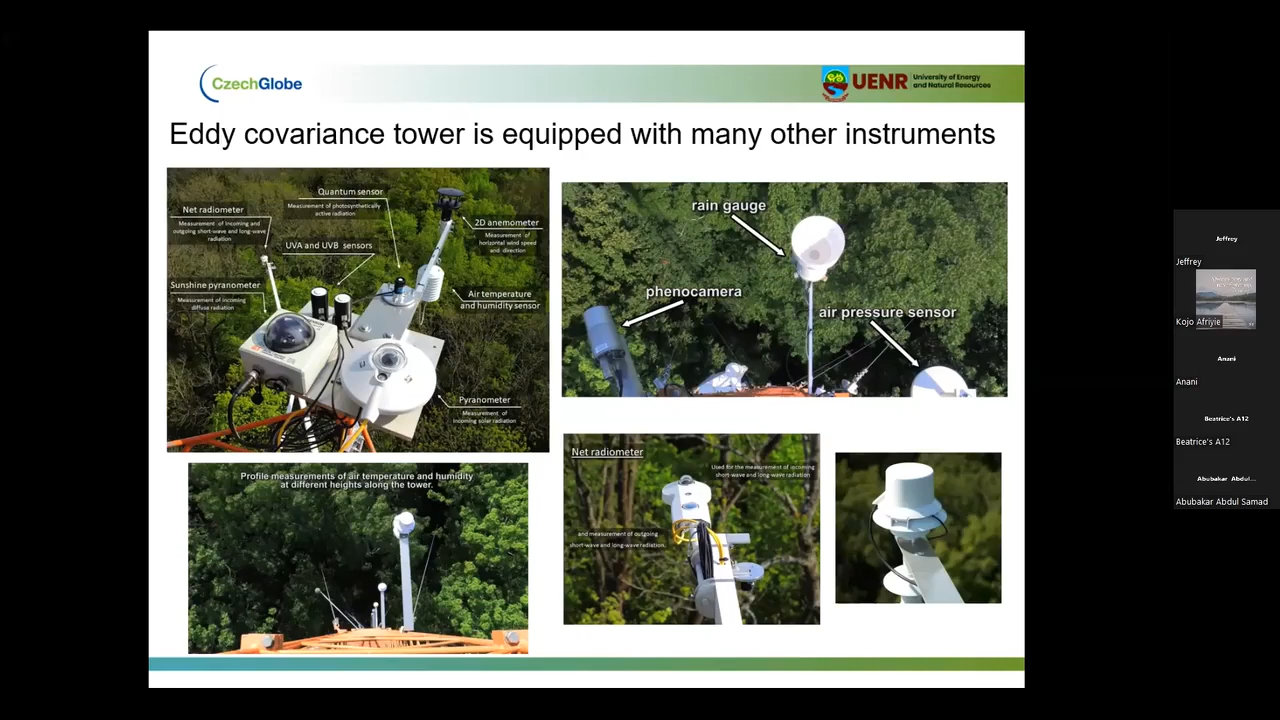 CzechGlobe
UENR
University of Energy
and Natural Resources
Eddy covariance tower is equipped with many other instruments
Quantum sensor
Measurement of photosynthetically
active radiation
Net radiometer
Measurement of incoming and
outgoing short-wave and long-wave
radiation
2D anemometer
Measurement of
horizontal wind speed
and direction
UVA and UVB sensors
Sunshine pyranometer
Measurement of incoming
diffuse radiation
Air temperature
and humidity sensor
Pyranometer
Measurement of
incoming solar radiation
rain gauge
phenocamera
air pressure sensor
Profile measurements of air temperature and humidity
at different heights along the tower.
Net radiometer
Used for the measurement of incoming
short-wave and long-wave radiation
and measurement of outgoing
short-wave and long-wave radiation.
Jeffrey
Jeffrey
Kojo Afriyie
Anani
Anani
Beatrice's A12
Beatrice's A12
Abubakar Abdul...
Abubakar Abdul Samad